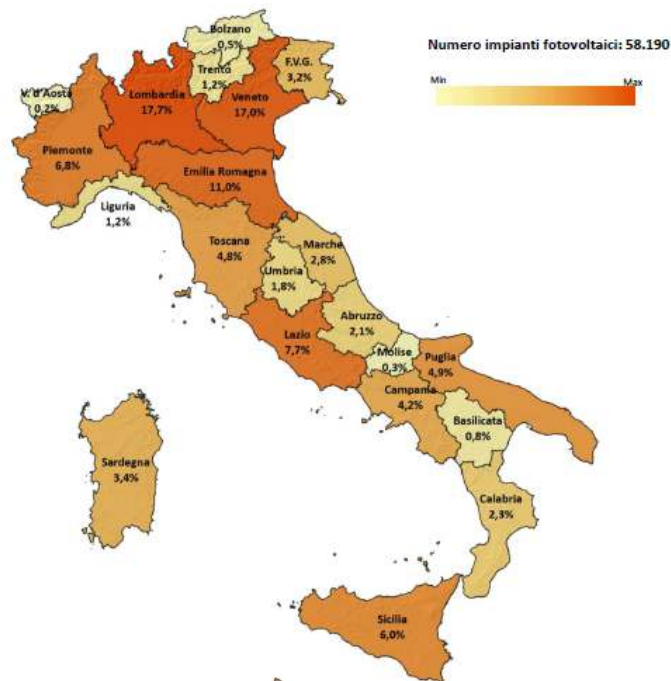 Numero impianti fotovoltaici: 58.190
Min
Max
Bolzano
0,5%
Trento
1,2%
F.V.G.
3,2%
V. d'Aosta
0,2%
Lombardia
17,7%
Veneto
17,0%
Piemonte
6,8%
Emilia Romagna
11,0%
Liguria
1,2%
Toscana
4,8%
Marche
2,8%
Umbria
1,8%
Abruzzo
2,1%
Lazio
7,7%
Molise
0,3%
Puglia
4,9%
Campania
4,2%
Basilicata
0,8%
Sardegna
3,4%
Calabria
2,3%
Sicilia
6,0%